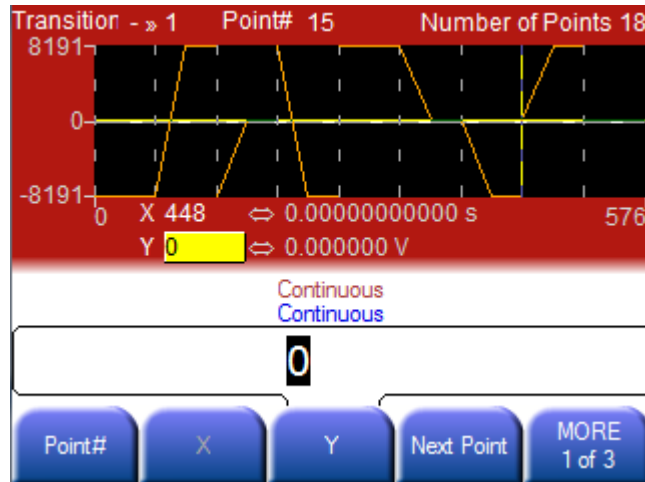 Transition - » 1 Point# 15 Number of Points 18
8191
0
-8191
0 X 448 ⇔ 0.00000000000 s 576
Y 0 ⇔ 0.000000 V
Continuous
Continuous
0
Point# X Y Next Point MORE
1 of 3